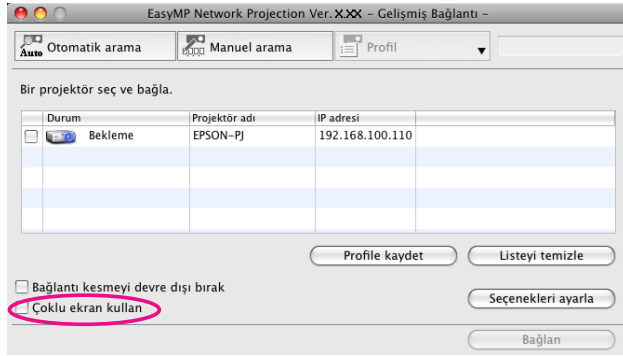 EasyMP Network Projection Ver. X.XX – Gelişmiş Bağlantı –
Auto Otomatik arama Manuel arama Profil
Bir projektör seç ve bağla.
Durum Projektör adı IP adresi
Bekleme EPSON-PJ 192.168.100.110
Profile kaydet Listeyi temizle
Bağlantı kesmeyi devre dışı bırak
Seçenekleri ayarla
Çoklu ekran kullan
Bağlan